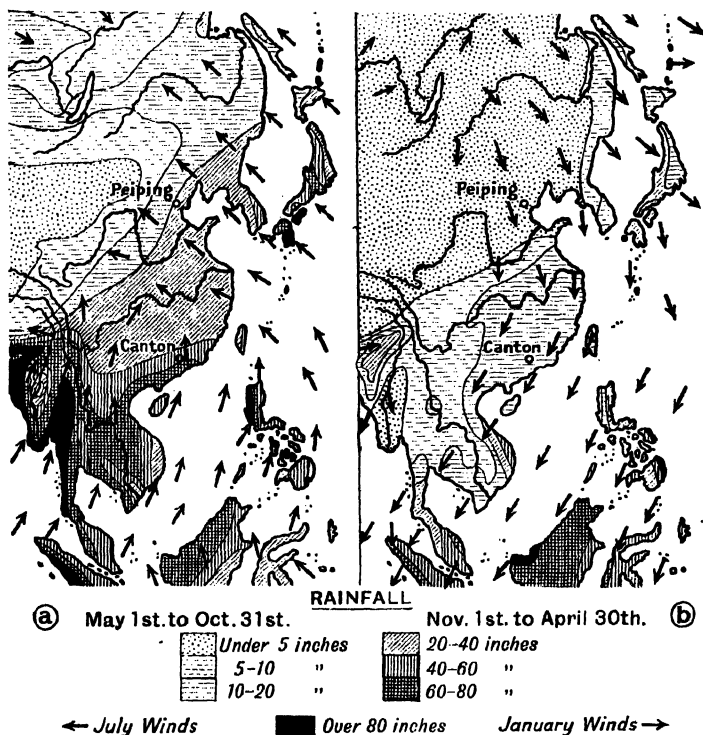 Peiping
Canton
Peiping
Canton
RAINFALL
a May 1st. to Oct. 31st. Nov. 1st. to April 30th. b
Under 5 inches 20-40 inches
5-10 " 40-60 "
10-20 " 60-80 "
← July Winds Over 80 inches January Winds →